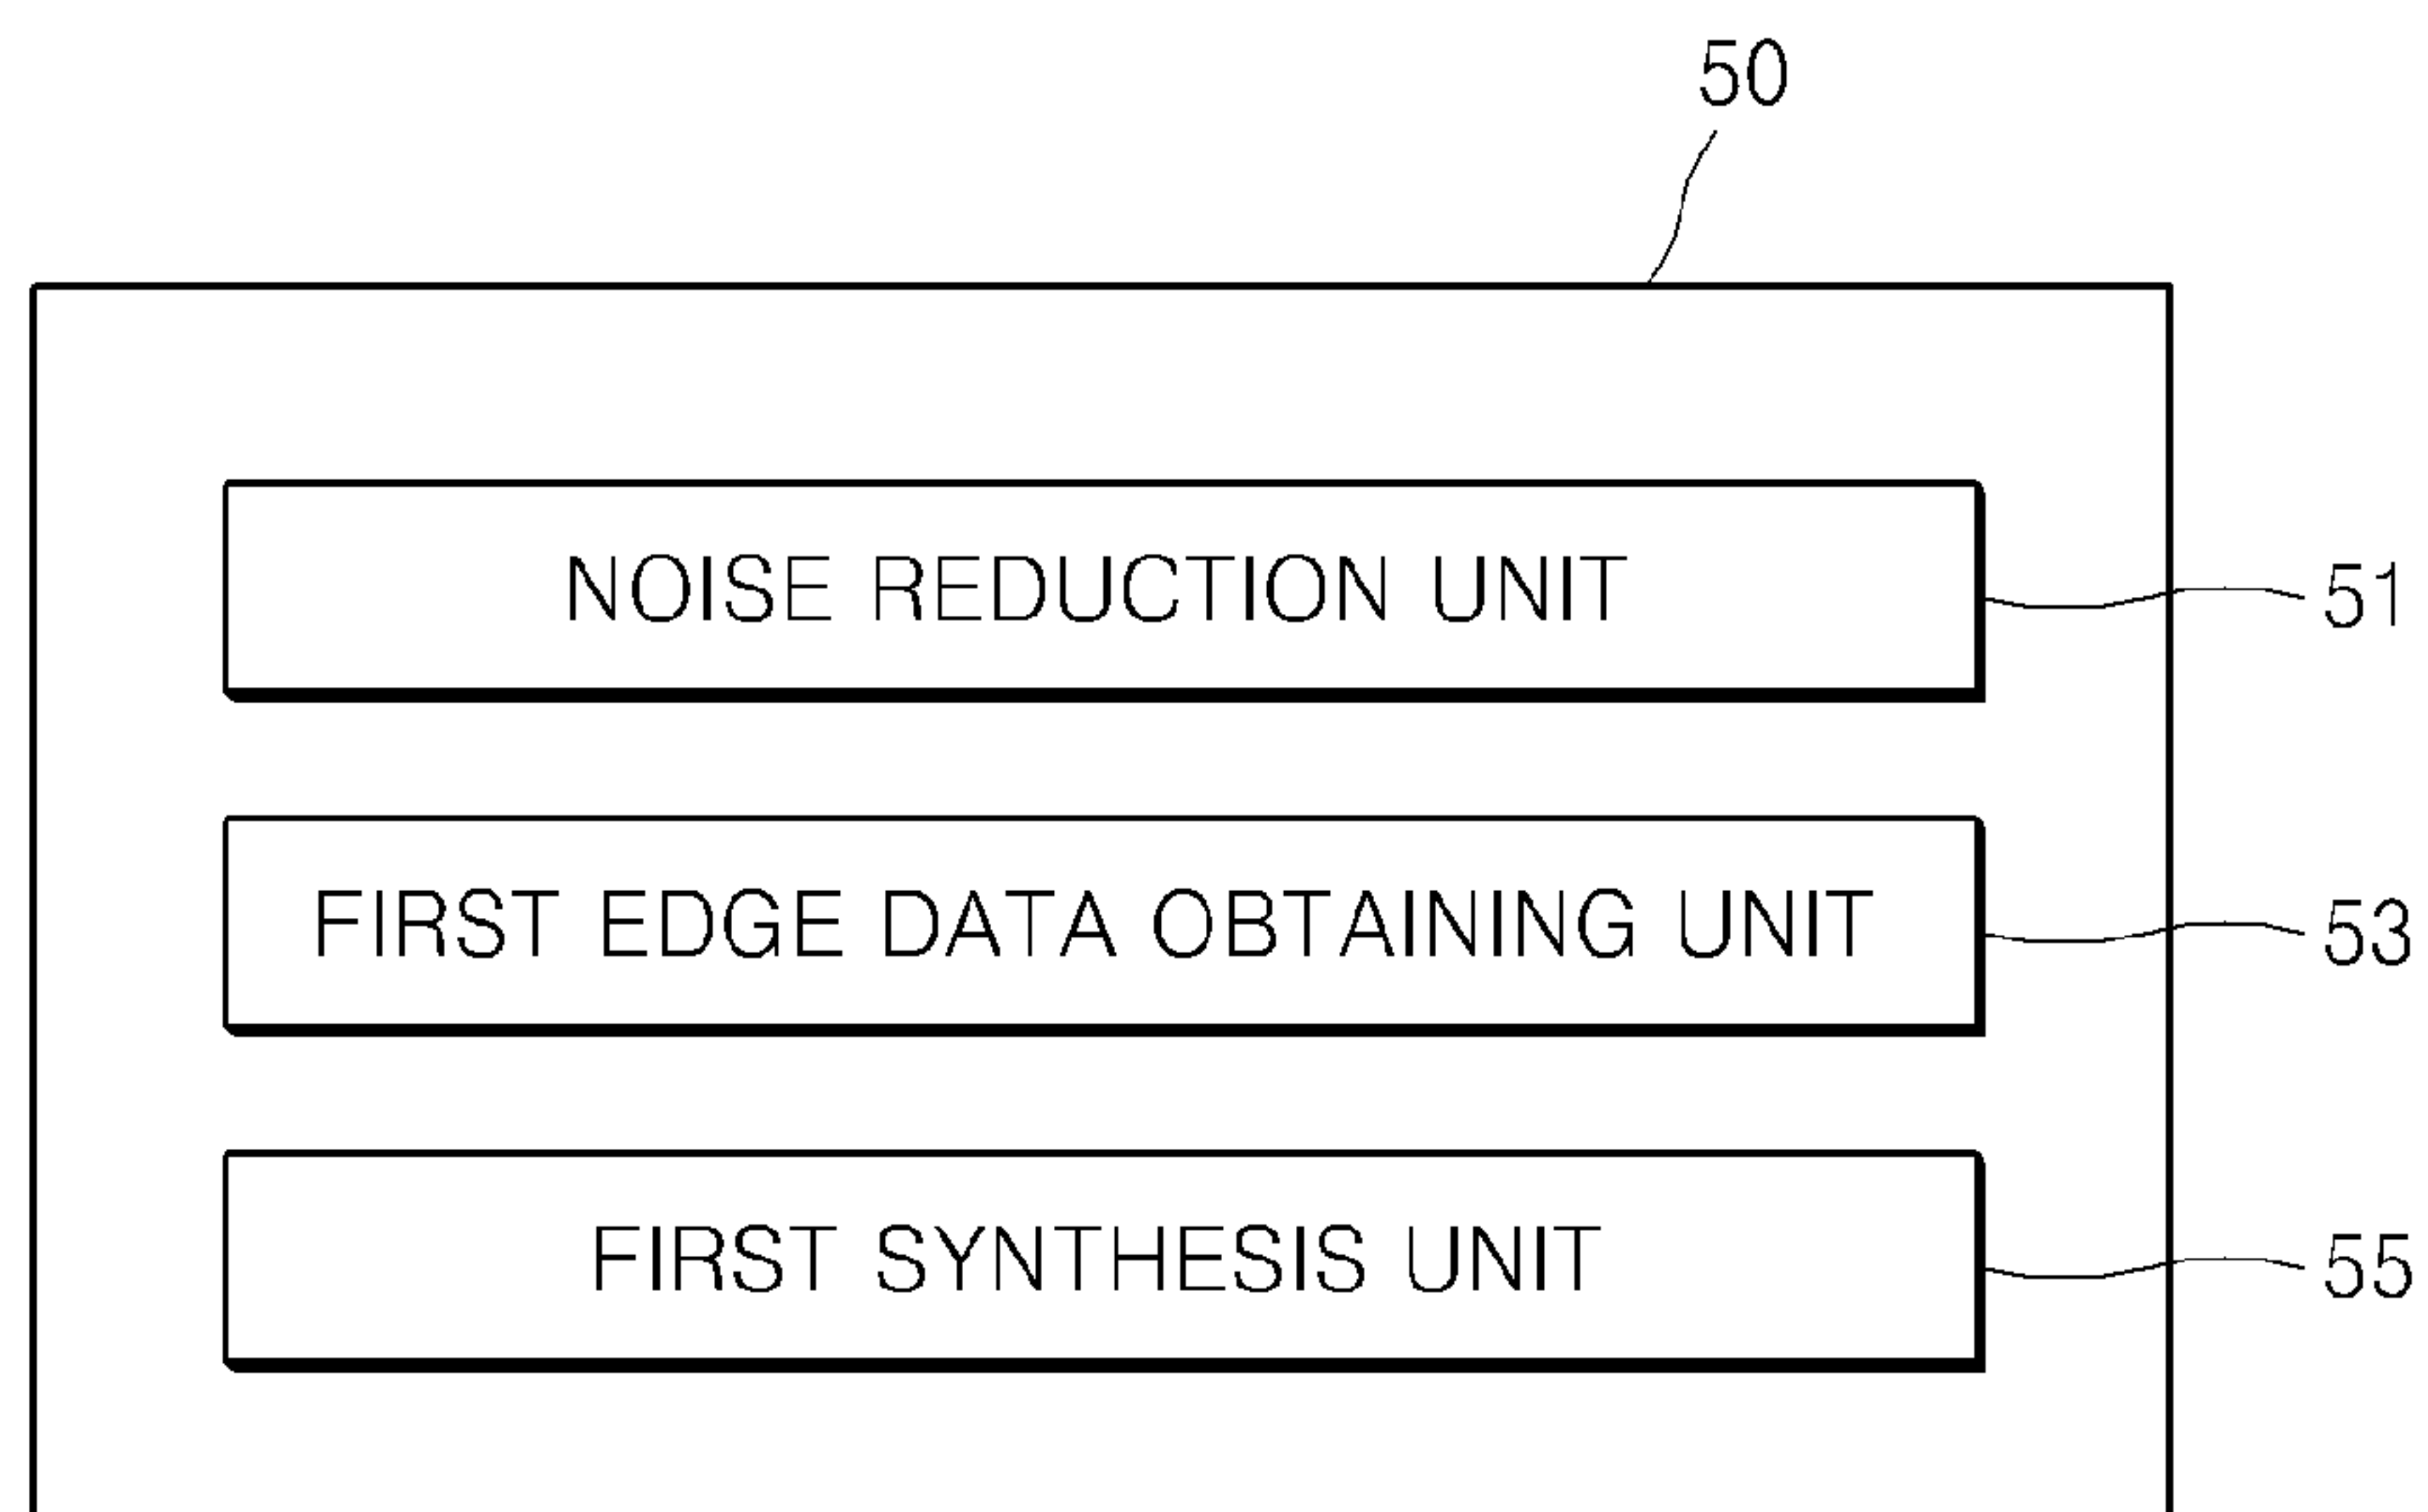 50
NOISE REDUCTION UNIT
51
FIRST EDGE DATA OBTAINING UNIT
53
FIRST SYNTHESIS UNIT
55